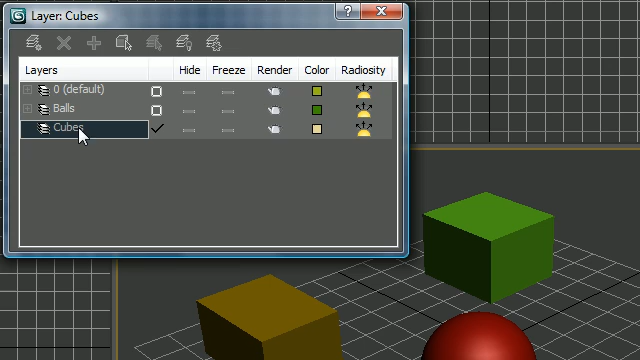 Layer: Cubes
Layers Hide Freeze Render Color Radiosity
0 (default)
Balls
Cubes